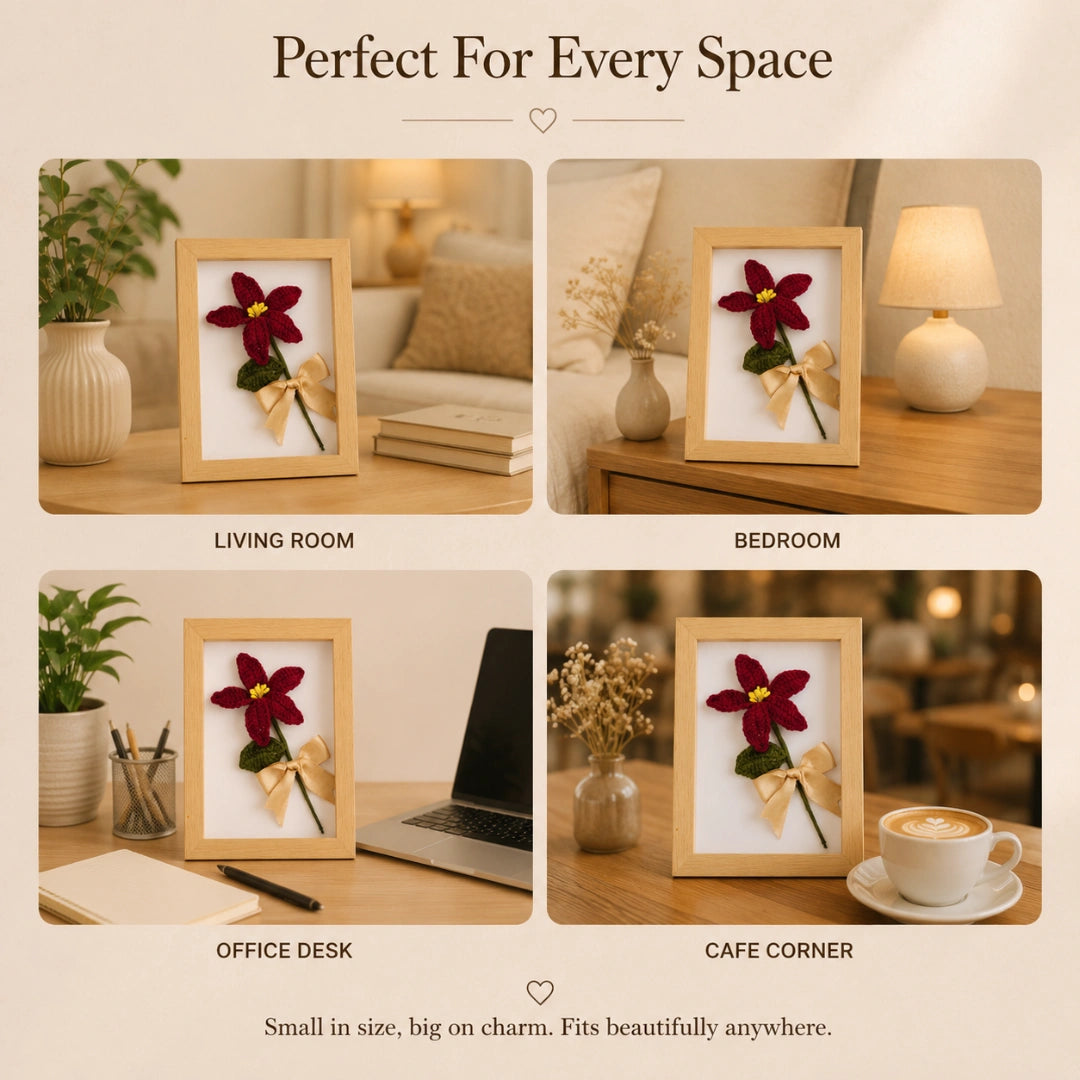 Perfect For Every Space
LIVING ROOM
BEDROOM
OFFICE DESK
CAFE CORNER
Small in size, big on charm. Fits beautifully anywhere.